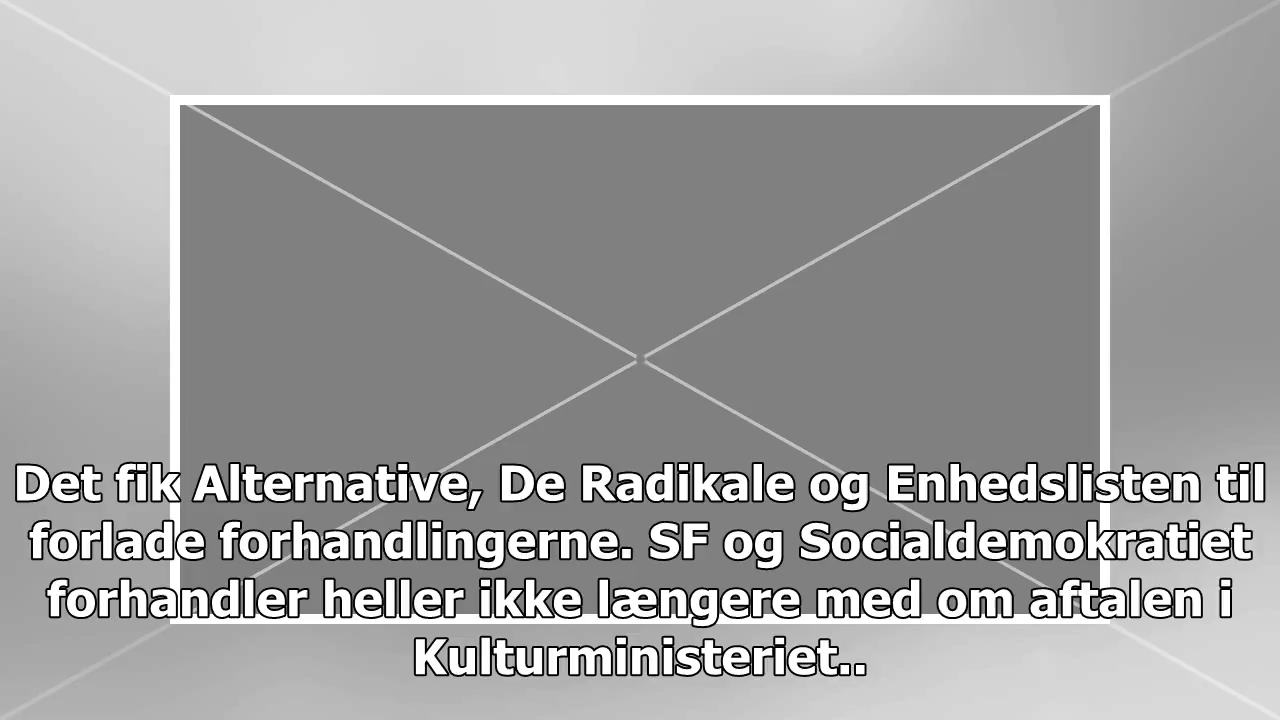 Det fik Alternative, De Radikale og Enhedslisten til
forlade forhandlingerne. SF og Socialdemokratiet
forhandler heller ikke længere med om aftalen i
Kulturministeriet..